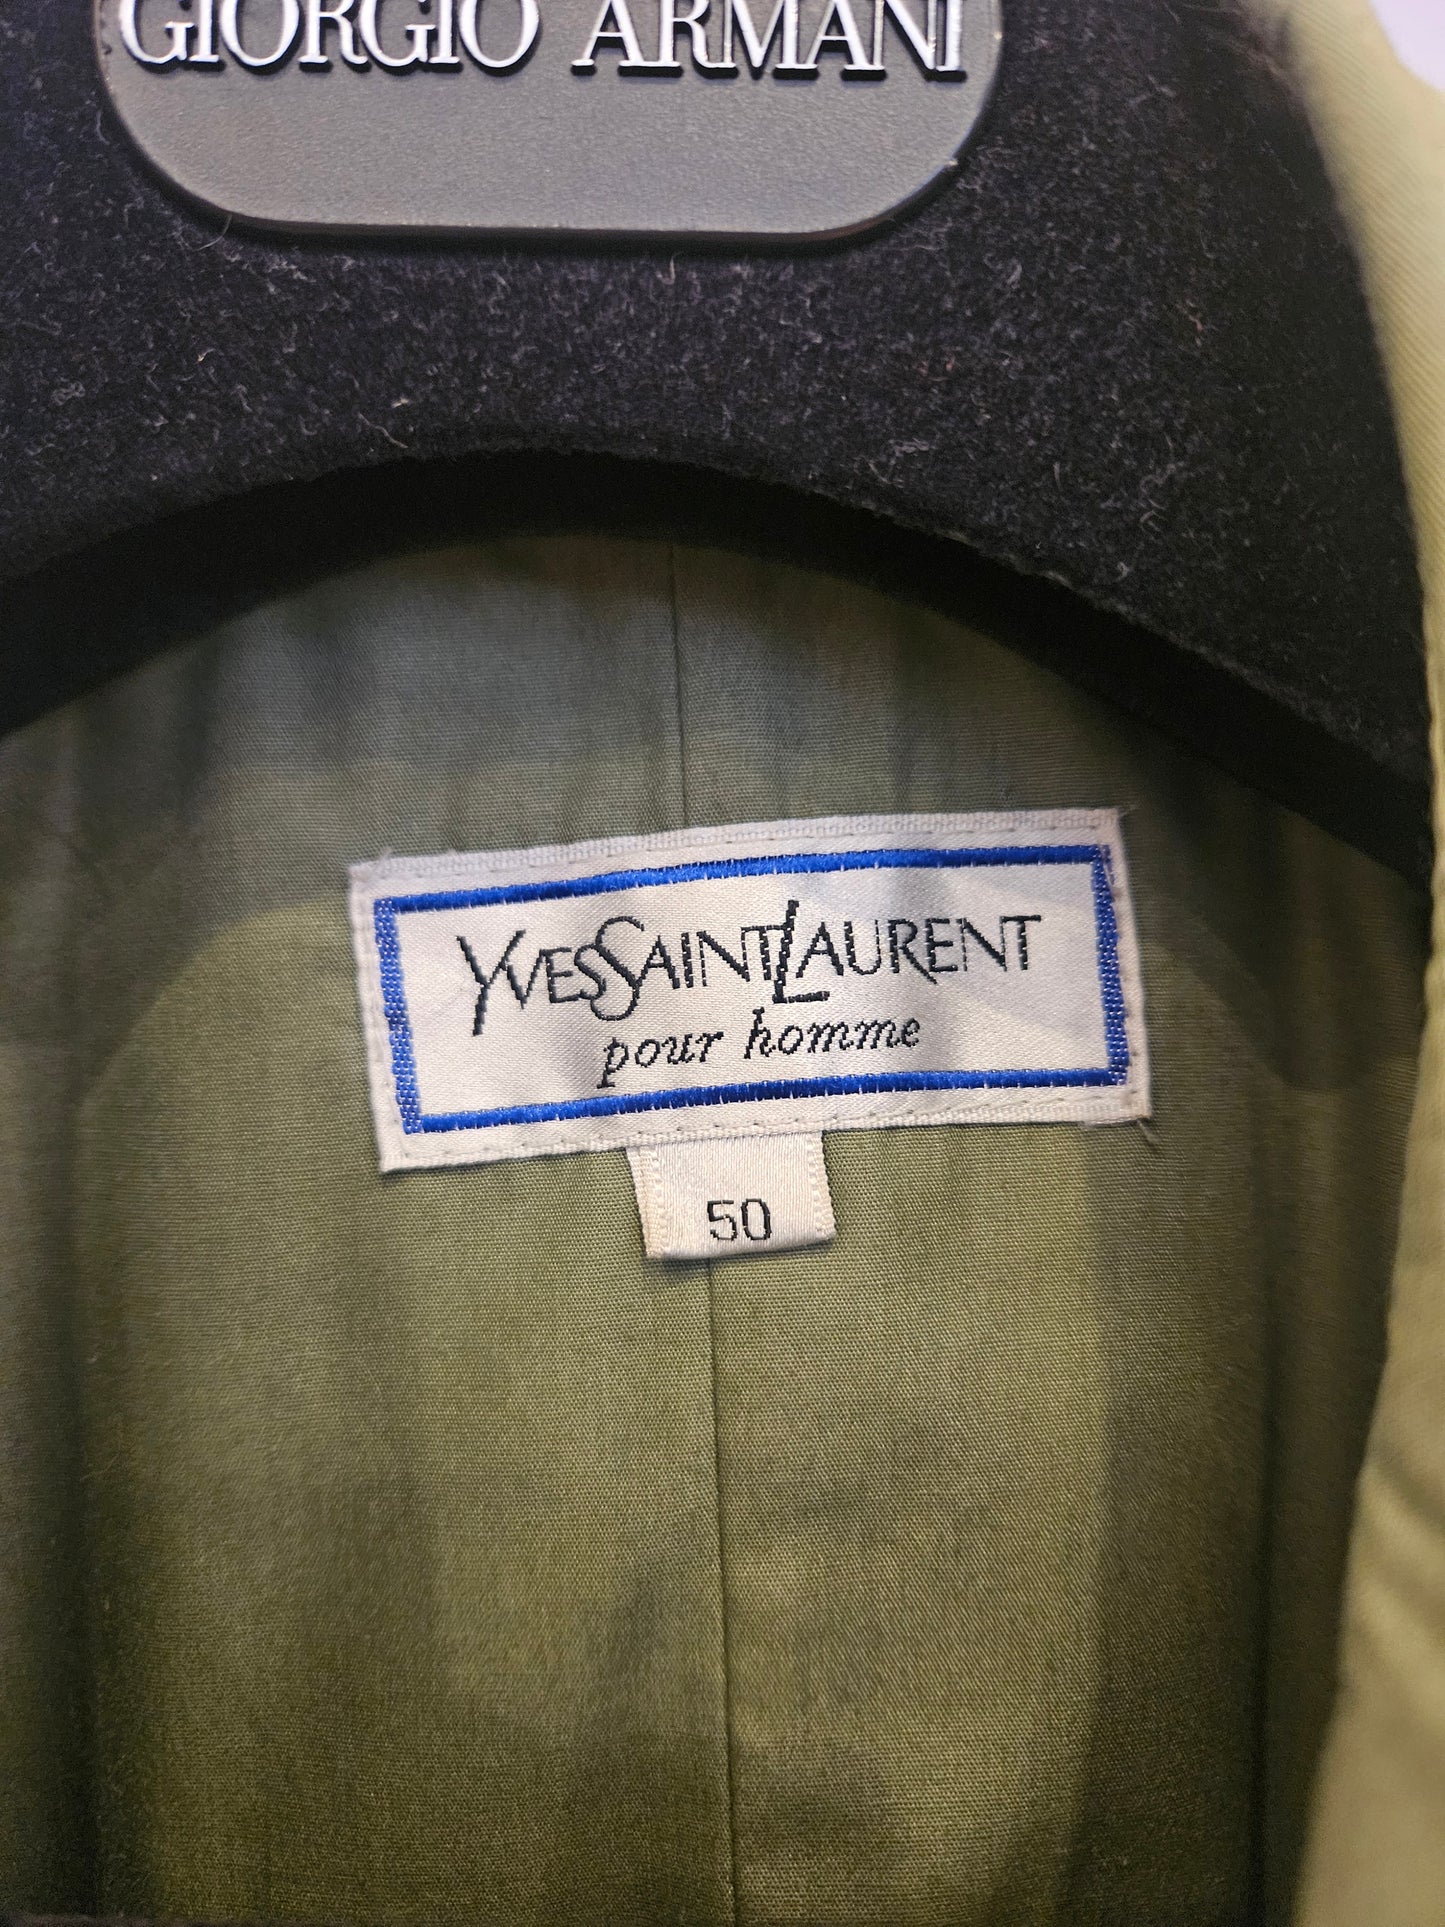 GIORGIO ARMANI
YVESSAINTLAURENT
pour homme
50